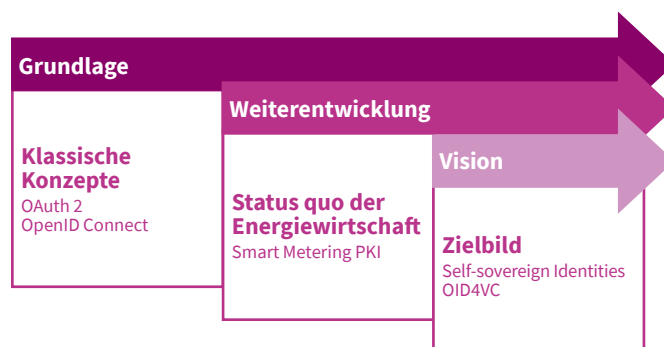 Grundlage
Klassische
Konzepte
OAuth 2
OpenID Connect
Weiterentwicklung
Status quo der
Energiewirtschaft
Smart Metering PKI
Vision
Zielbild
Self-sovereign Identities
OID4VC